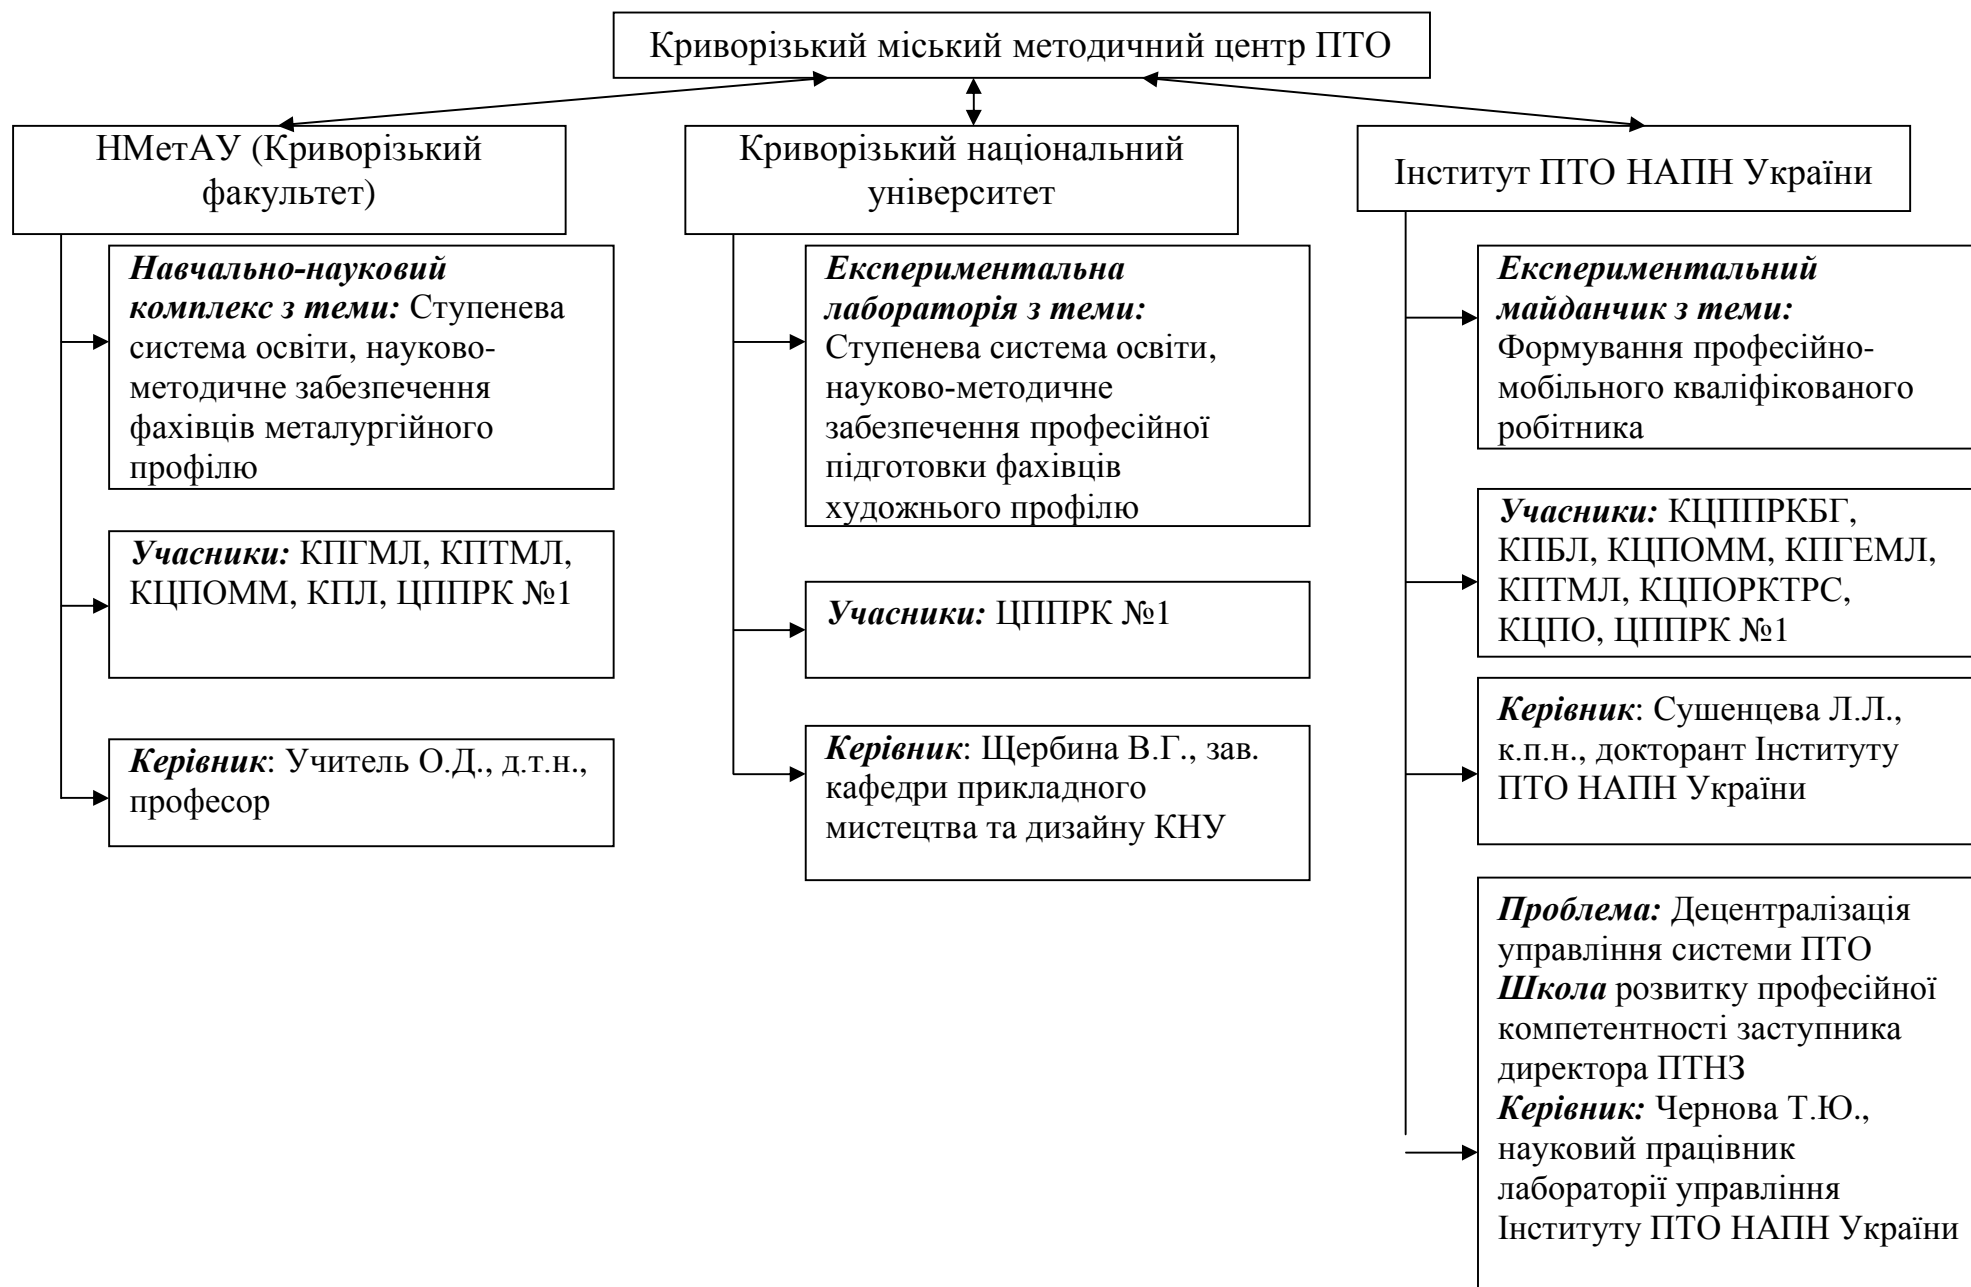 Криворізький міський методичний центр ПТО
НМетАУ (Криворізький
факультет)
Криворізький національний
університет
Інститут ПТО НАПН України
Навчально-науковий
комплекс з теми: Ступенева
система освіти, науково-
методичне забезпечення
фахівців металургійного
профілю
Учасники: КПГМЛ, КПТМЛ,
КЦПОММ, КПЛ, ЦППРК №1
Керівник: Учитель О.Д., д.т.н.,
професор
Експериментальна
лабораторія з теми:
Ступенева система освіти,
науково-методичне
забезпечення професійної
підготовки фахівців
художнього профілю
Учасники: ЦППРК №1
Керівник: Щербина В.Г., зав.
кафедри прикладного
мистецтва та дизайну КНУ
Експериментальний
майданчик з теми:
Формування професійно-
мобільного кваліфікованого
робітника
Учасники: КЦППРКБГ,
КПБЛ, КЦПОММ, КПГЕМЛ,
КПТМЛ, КЦПОРКТРС,
КЦПО, ЦППРК №1
Керівник: Сушенцева Л.Л.,
к.п.н., докторант Інституту
ПТО НАПН України
Проблема: Децентралізація
управління системи ПТО
Школа розвитку професійної
компетентності заступника
директора ПТНЗ
Керівник: Чернова Т.Ю.,
науковий працівник
лабораторії управління
Інституту ПТО НАПН України